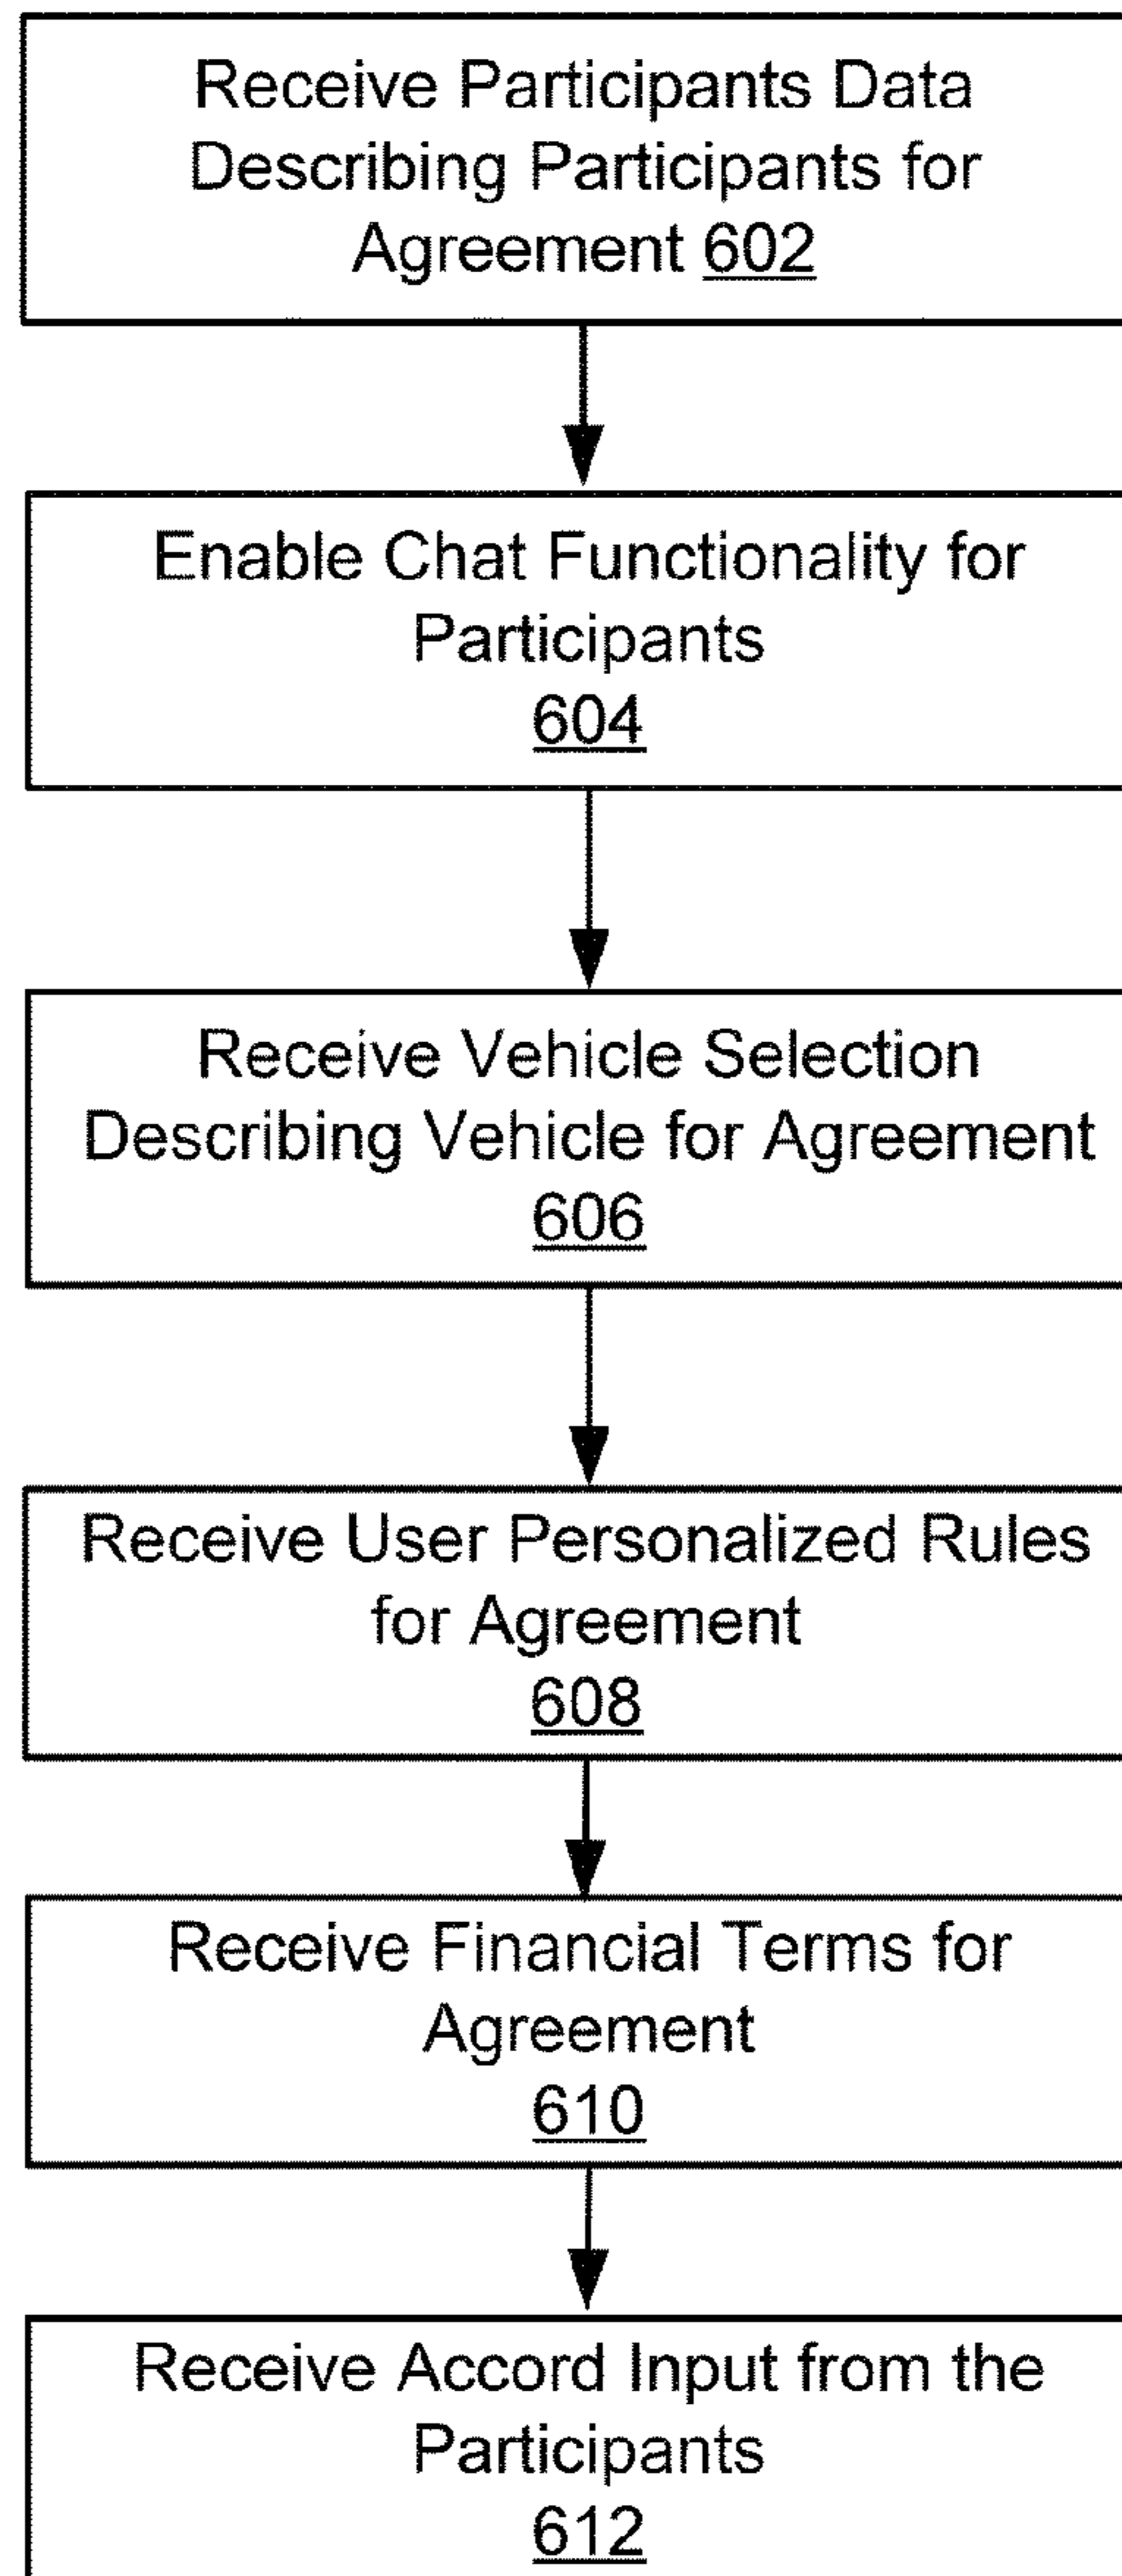 Receive Participants Data
Describing Participants for
Agreement 602
Enable Chat Functionality for
Participants
604
Receive Vehicle Selection
Describing Vehicle for Agreement
606
Receive User Personalized Rules
for Agreement
608
Receive Financial Terms for
Agreement
610
Receive Accord Input from the
Participants
612